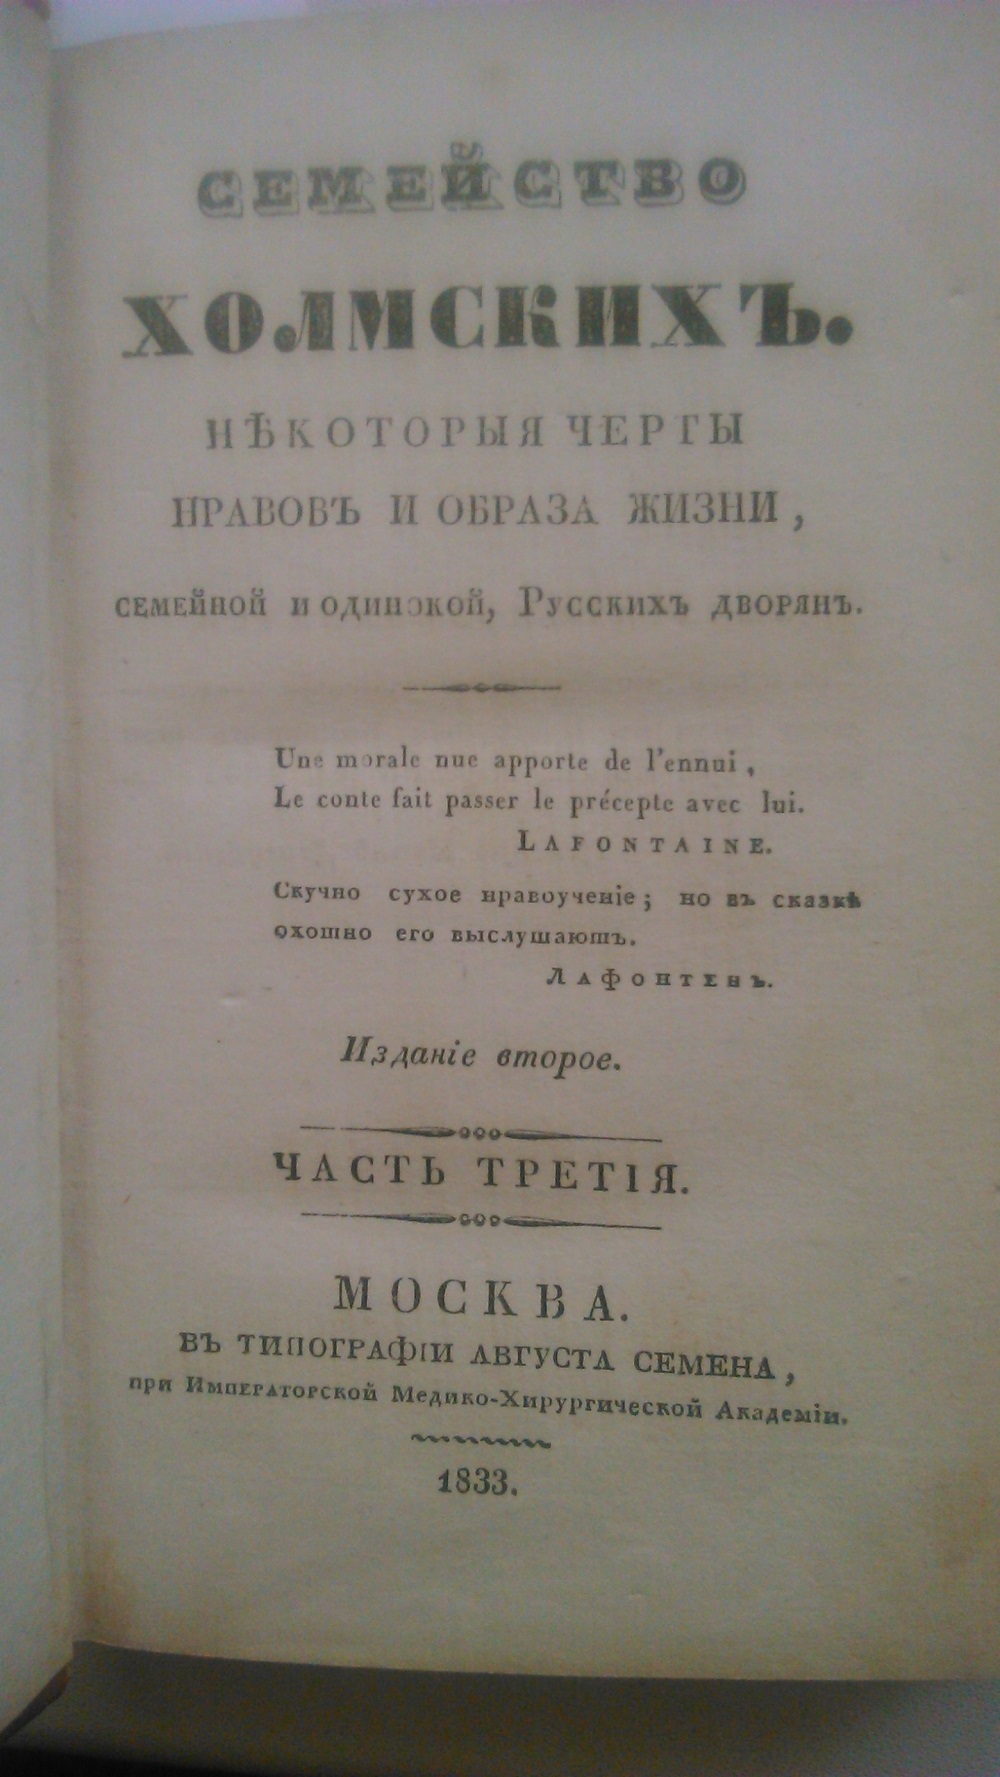 СЕМЕЙСТВО
ХОЛМСКИХЪ.
НѢКОТОРЫЯ ЧЕРТЫ
НРАВОВЪ И ОБРАЗА ЖИЗНИ,
СЕМЕЙНОЙ И ОДИНОКОЙ, РУССКИХЪ ДВОРЯНЪ.
Une morale nue apporte de l'ennui,
Le conte fait passer le précepte avec lui.
LAFONTAINE.
Скучно сухое нравоученіе; но въ сказкѣ
охотно его выслушаютъ.
ЛАФОНТЕНЪ.
Изданіе второе.
ЧАСТЬ ТРЕТІЯ.
МОСКВА.
ВЪ ТИПОГРАФІИ АВГУСТА СЕМЕНА,
при Императорской Медико-Хирургической Академіи.
1833.